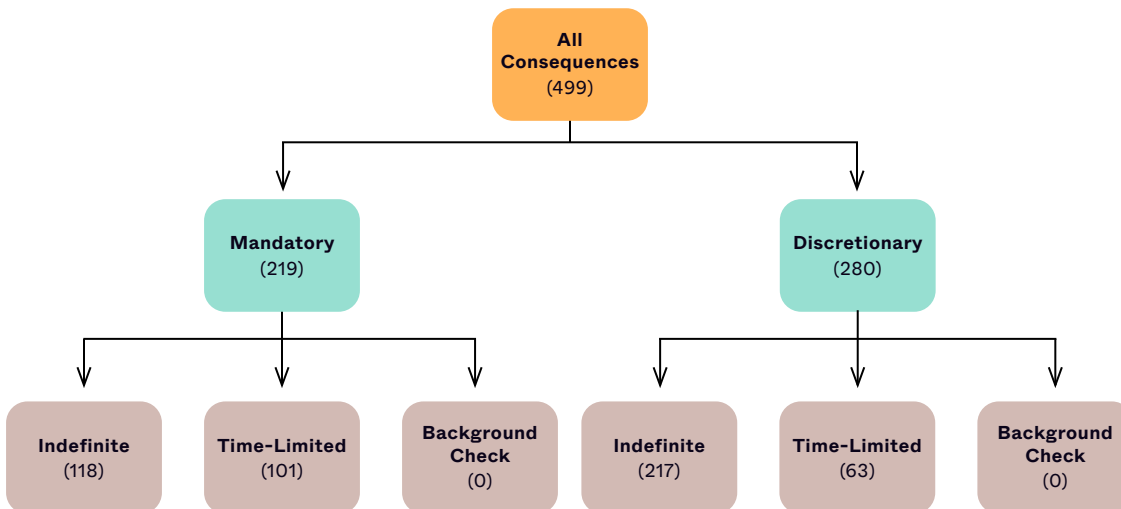 All
Consequences
(499)
Mandatory
(219)
Discretionary
(280)
Indefinite
(118)
Time-Limited
(101)
Background
Check
(0)
Indefinite
(217)
Time-Limited
(63)
Background
Check
(0)